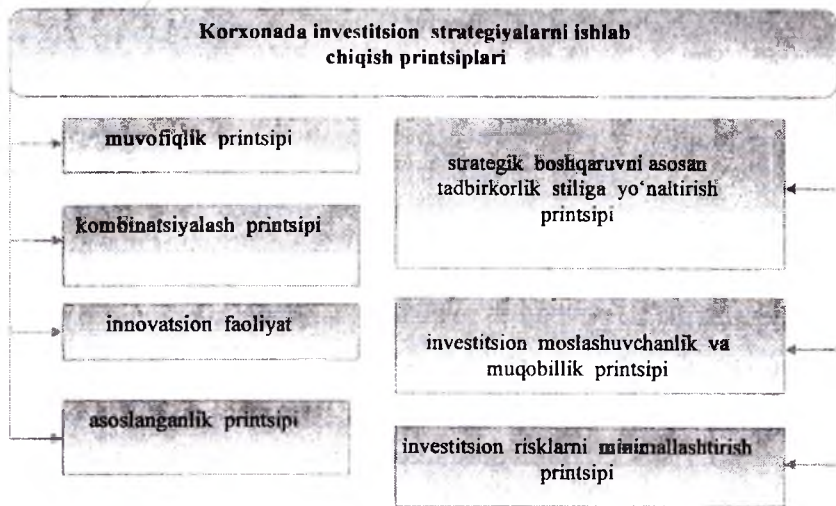 Korxonada investitsion strategiyalarni ishlab
chiqish printsiplari
muvofiqlik printsipi
kombinatsiyalash printsipi
innovatsion faoliyat
asoslanganlik printsipi
strategik boshqaruvni asosan
tadbirkorlik stiliga yo‘naltirish
printsipi
investitsion moslashuvchanlik va
muqobillik printsipi
investitsion risklarni minimallashtirish
printsipi